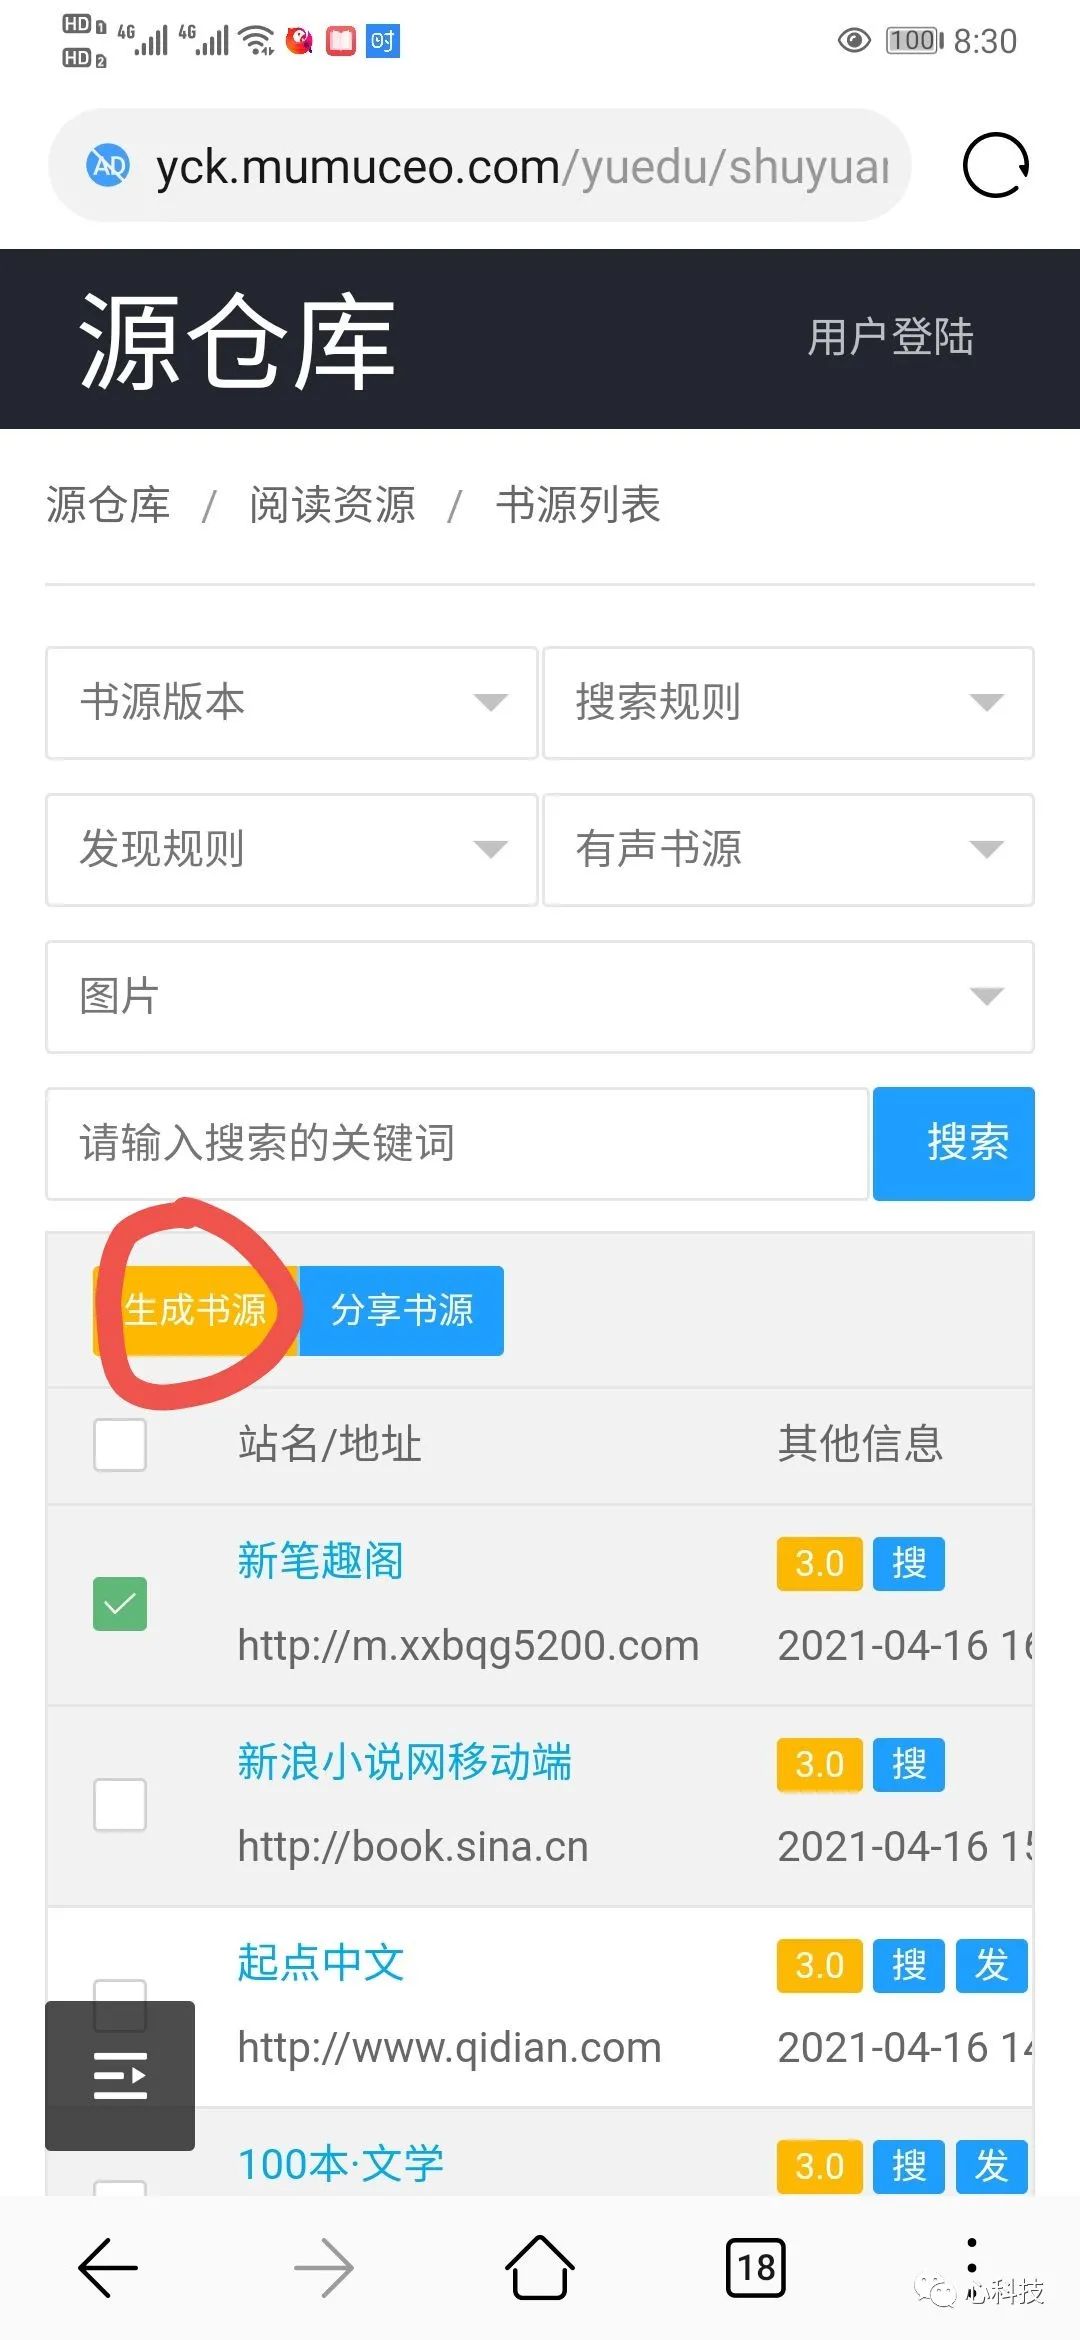 HD 1 4G 4G 时 100 8:30
HD 2
AD yck.mumuceo.com/yuedu/shuyuan
源仓库 用户登陆
源仓库 / 阅读资源 / 书源列表
书源版本 搜索规则
发现规则 有声书源
图片
请输入搜索的关键词 搜索
生成书源 分享书源
站名/地址 其他信息
新笔趣阁 3.0 搜
http://m.xxbqg5200.com 2021-04-16 16
新浪小说网移动端 3.0 搜
http://book.sina.cn 2021-04-16 15
起点中文 3.0 搜 发
http://www.qidian.com 2021-04-16 14
100本·文学 3.0 搜 发
18
心科技